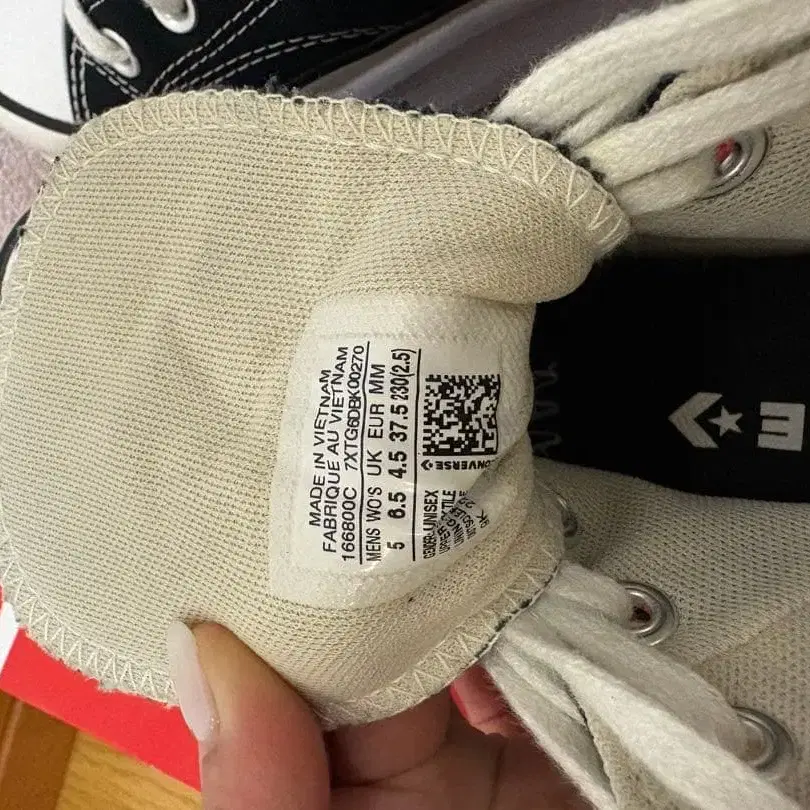 MADE IN VIETNAM
FABRIQUE AU VIETNAM
166800C 7XTG6DBK00270
MENS WO'S UK EUR MM
5 6.5 4.5 37.5 230(2.5)
CONVERSE
GENDER-UNISEX